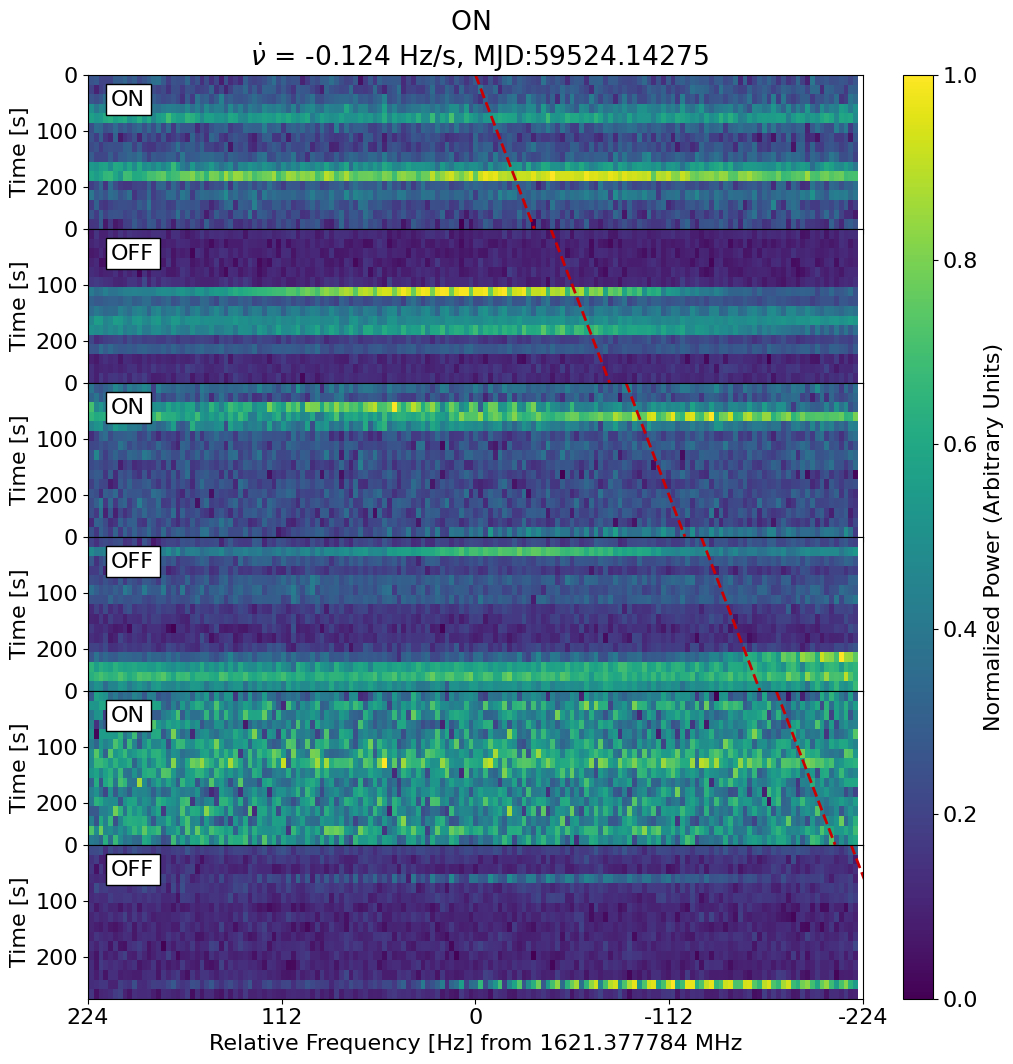 ON
ν̇ = -0.124 Hz/s, MJD:59524.14275
0
ON
100
Time [s]
200
0
OFF
100
Time [s]
200
0
ON
100
Time [s]
200
0
OFF
100
Time [s]
200
0
ON
100
Time [s]
200
0
OFF
100
Time [s]
200
224 112 0 -112 -224
Relative Frequency [Hz] from 1621.377784 MHz
1.0
0.8
0.6
0.4
0.2
0.0
Normalized Power (Arbitrary Units)